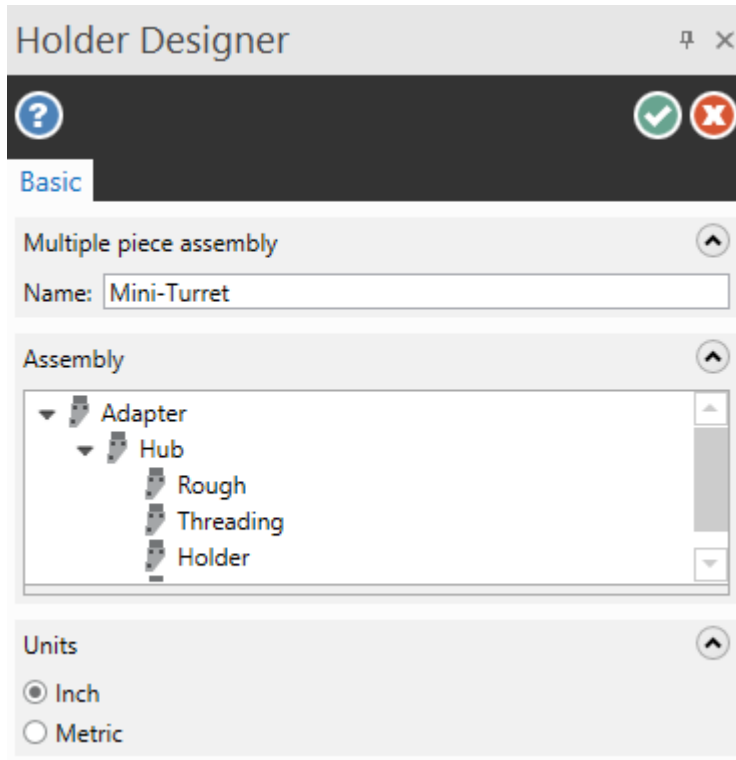 Holder Designer
?
Basic
Multiple piece assembly
Name: Mini-Turret
Assembly
Adapter
Hub
Rough
Threading
Holder
Units
Inch
Metric